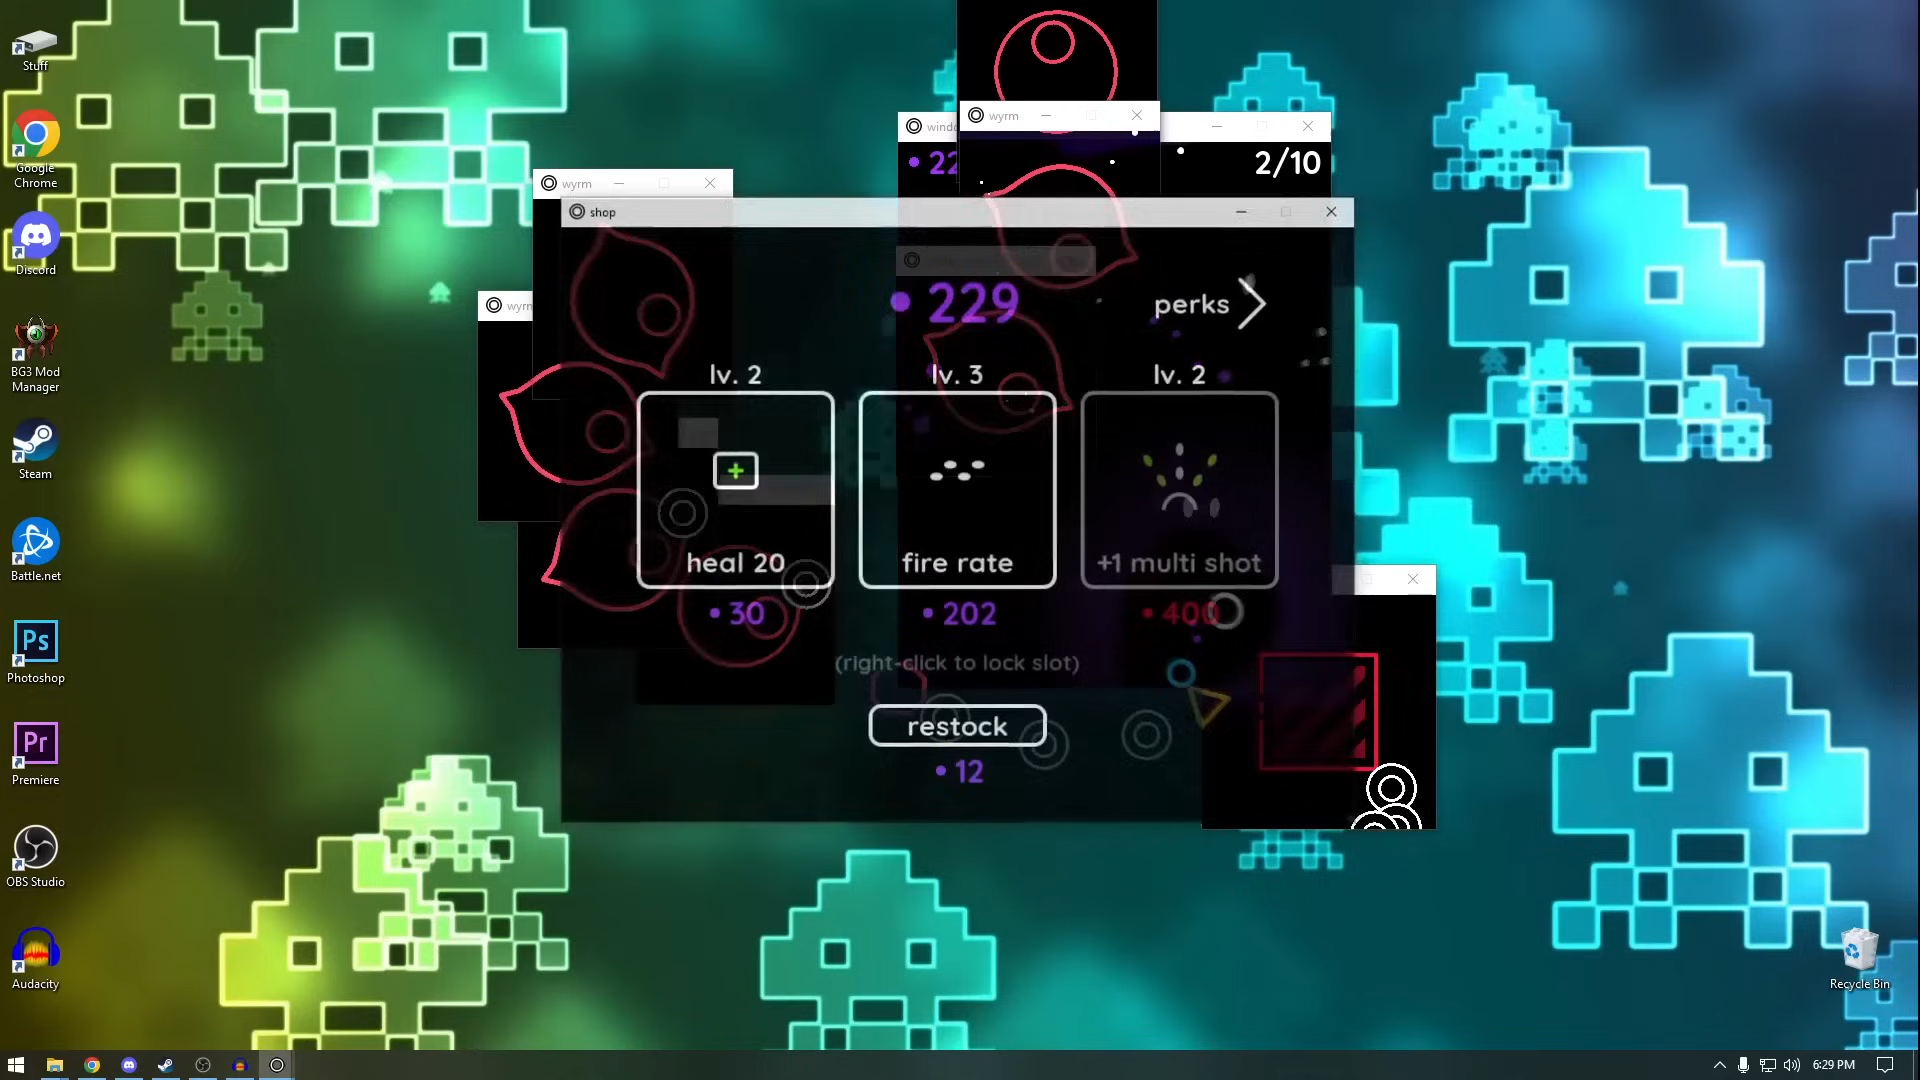 Stuff
Google
Chrome
Discord
BG3 Mod
Manager
Steam
Battle.net
Photoshop
Premiere
OBS Studio
Audacity
Ps
Pr
wyrm
wyrm
wyrm
2/10
shop
229
perks
lv. 2
lv. 3
lv. 2
heal 20
fire rate
+1 multi shot
30
202
400
(right-click to lock slot)
restock
12
Recycle Bin
6:29 PM